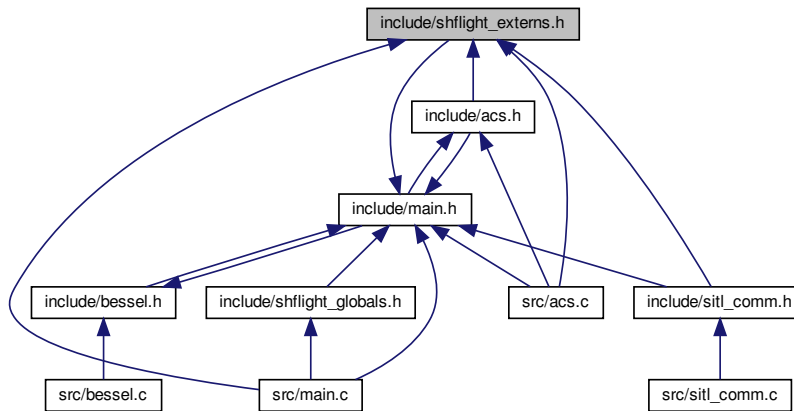 include/shflight_externs.h
include/acs.h
include/main.h
include/bessel.h
include/shflight_globals.h
src/acs.c
include/sitl_comm.h
src/bessel.c
src/main.c
src/sitl_comm.c